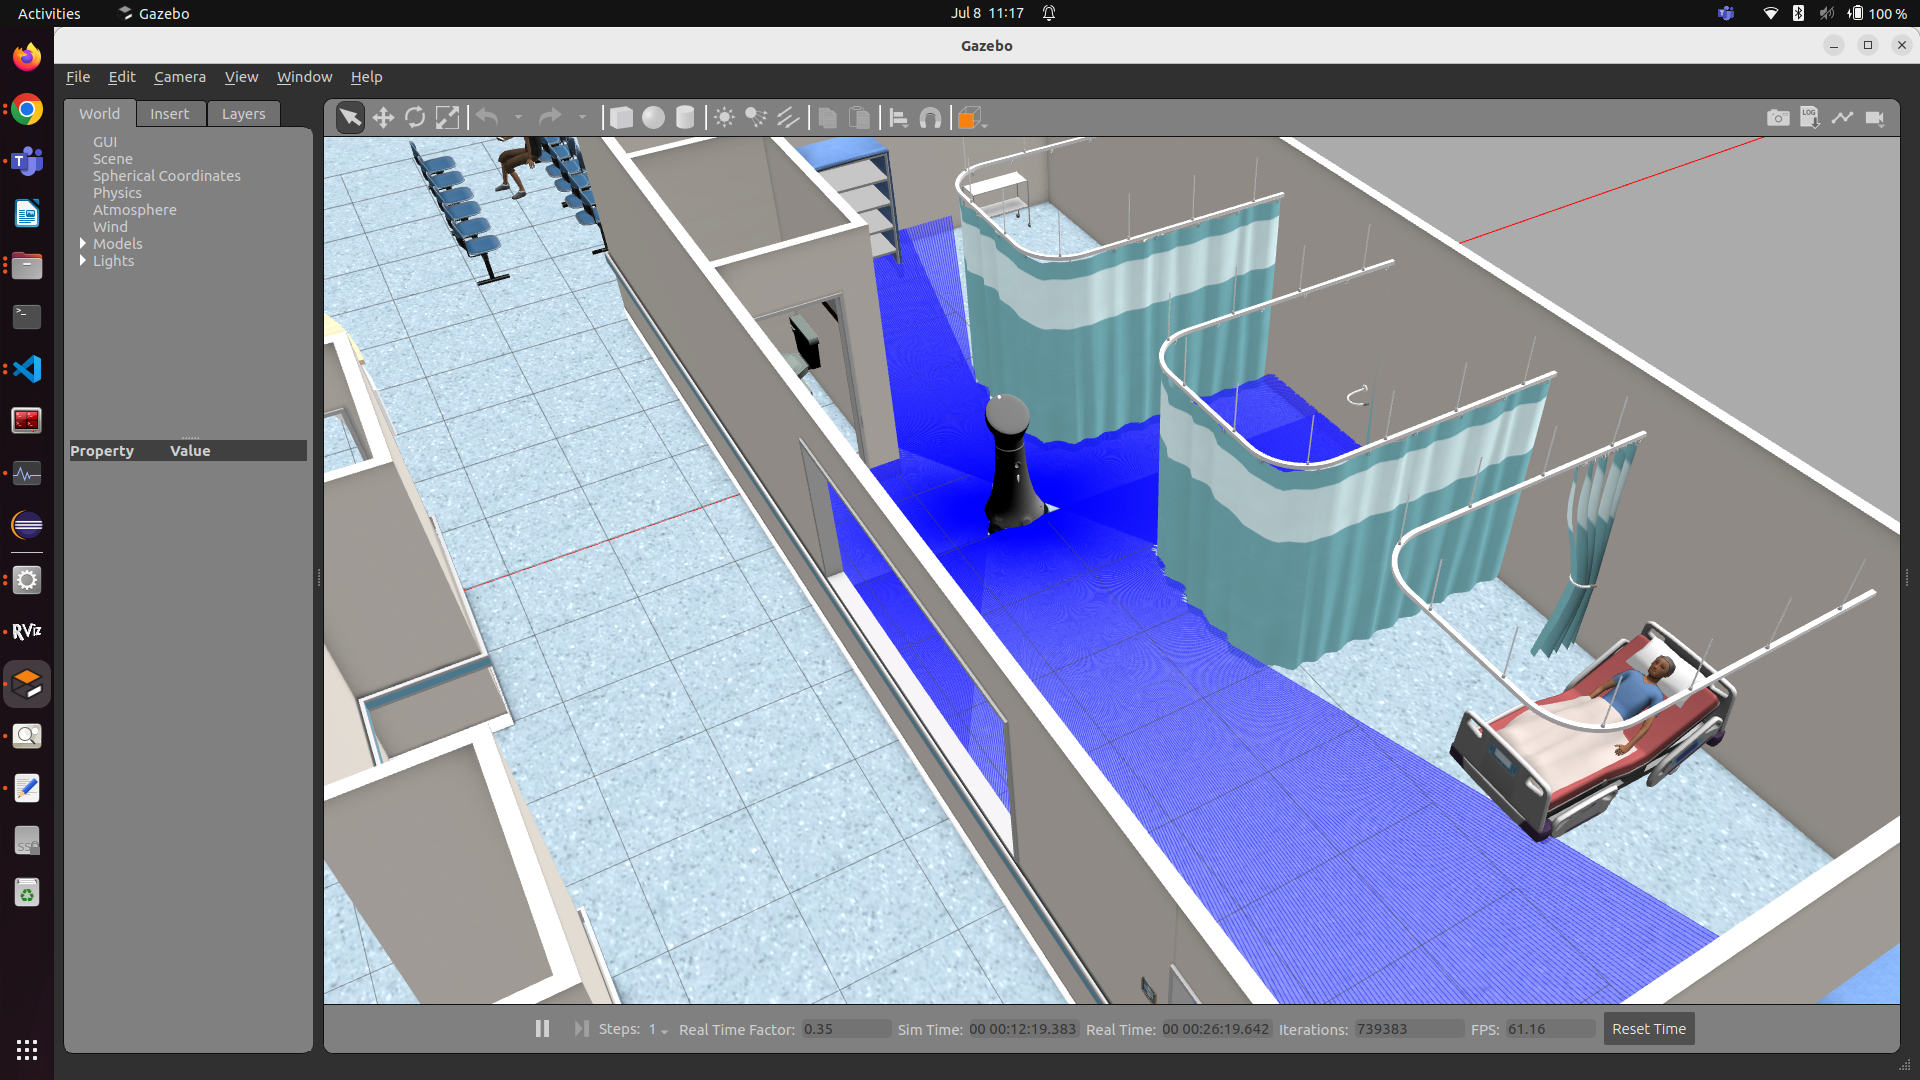 Activities Gazebo Jul 8 11:17 100 %
Gazebo
File Edit Camera View Window Help
World Insert Layers
LOG
GUI
Scene
Spherical Coordinates
Physics
Atmosphere
Wind
Models
Lights
Property Value
RViz
Steps: 1 Real Time Factor: 0.35 Sim Time: 00 00:12:19.383 Real Time: 00 00:26:19.642 Iterations: 739383 FPS: 61.16 Reset Time